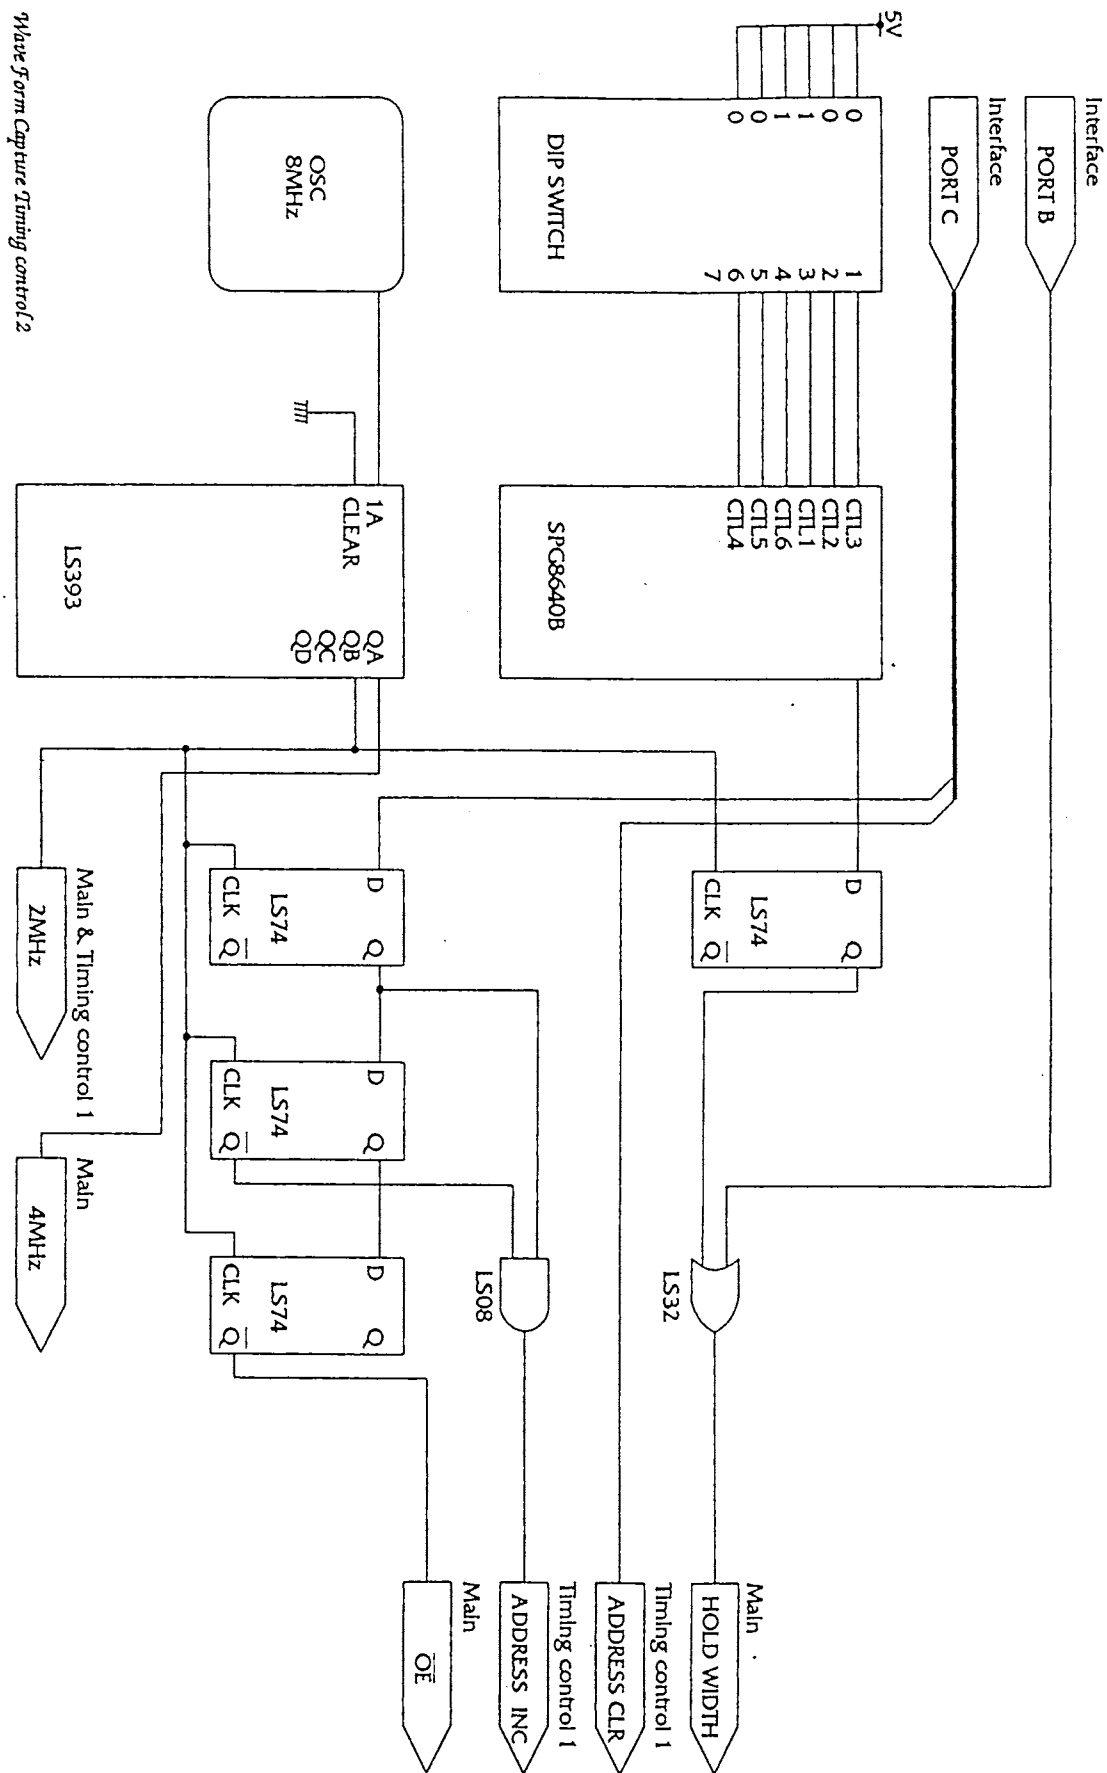 Interface
PORT B
Interface
PORT C
5V
0 0 1 1 0 0
DIP SWITCH
1 2 3 4 5 6 7
CTL3
CTL2
CTL1
CTL6
CTL5
CTL4
SPG8640B
D Q
LS74
CLK Q̅
LS32
Main
HOLD WIDTH
Timing control 1
ADDRESS CLR
Timing control 1
ADDRESS INC
Main
O̅E̅
LS08
OSC
8MHz
1A
CLEAR
QA
QB
QC
QD
LS393
D Q
LS74
CLK Q̅
D Q
LS74
CLK Q̅
D Q
LS74
CLK Q̅
Main & Timing control 1
2MHz
Main
4MHz
Wave Form Capture Timing control 2